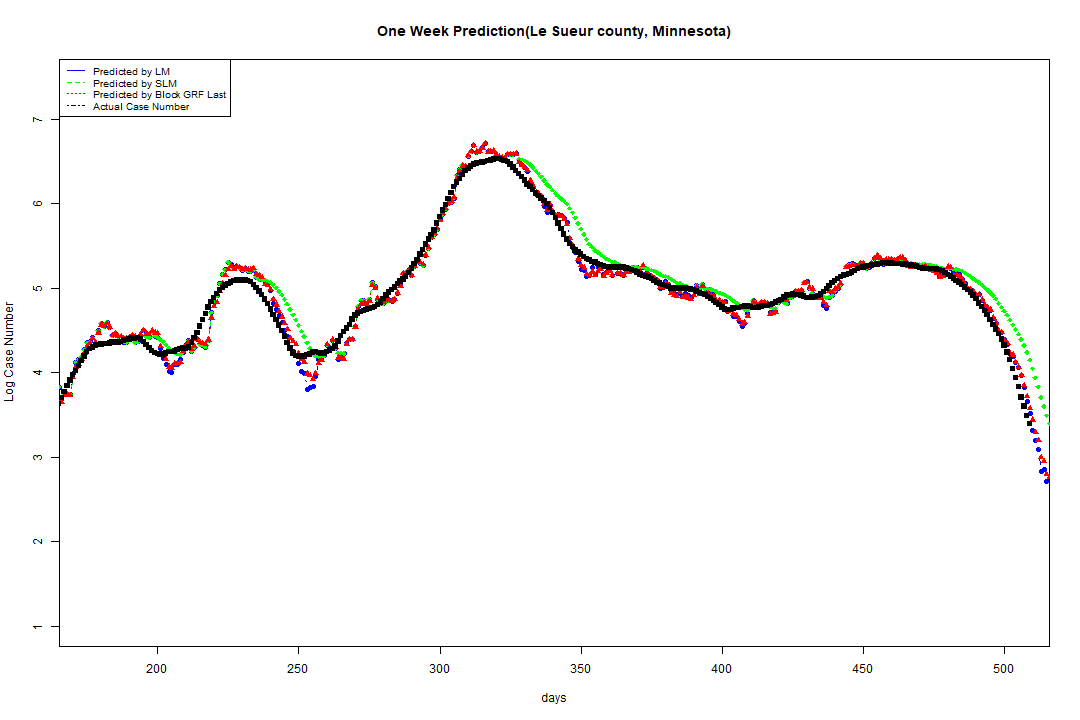 One Week Prediction(Le Sueur county, Minnesota)
Predicted by LM
Predicted by SLM
Predicted by Block GRF Last
Actual Case Number
7
6
5
4
3
2
1
Log Case Number
200 250 300 350 400 450 500
days